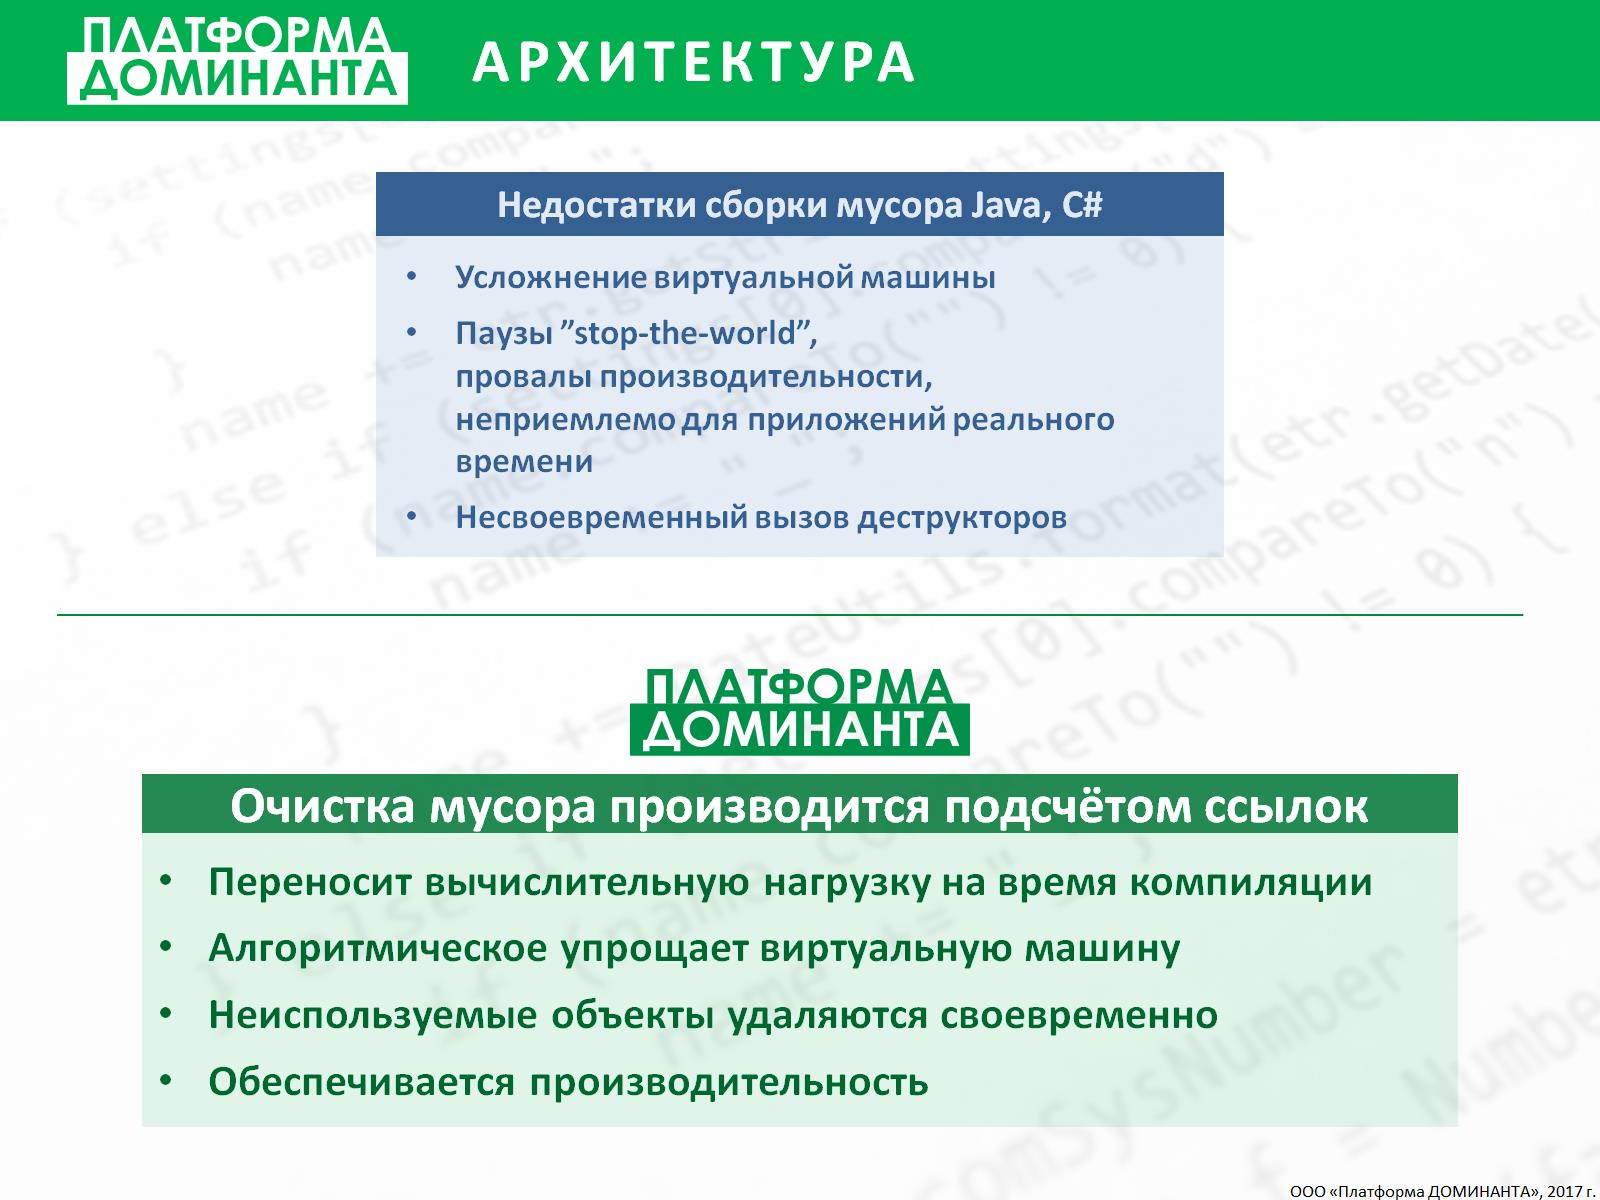 ПЛАТФОРМА
ДОМИНАНТА
АРХИТЕКТУРА
Недостатки сборки мусора Java, C#
• Усложнение виртуальной машины
• Паузы ”stop-the-world”,
провалы производительности,
неприемлемо для приложений реального
времени
• Несвоевременный вызов деструкторов
ПЛАТФОРМА
ДОМИНАНТА
Очистка мусора производится подсчётом ссылок
• Переносит вычислительную нагрузку на время компиляции
• Алгоритмическое упрощает виртуальную машину
• Неиспользуемые объекты удаляются своевременно
• Обеспечивается производительность
ООО «Платформа ДОМИНАНТА», 2017 г.